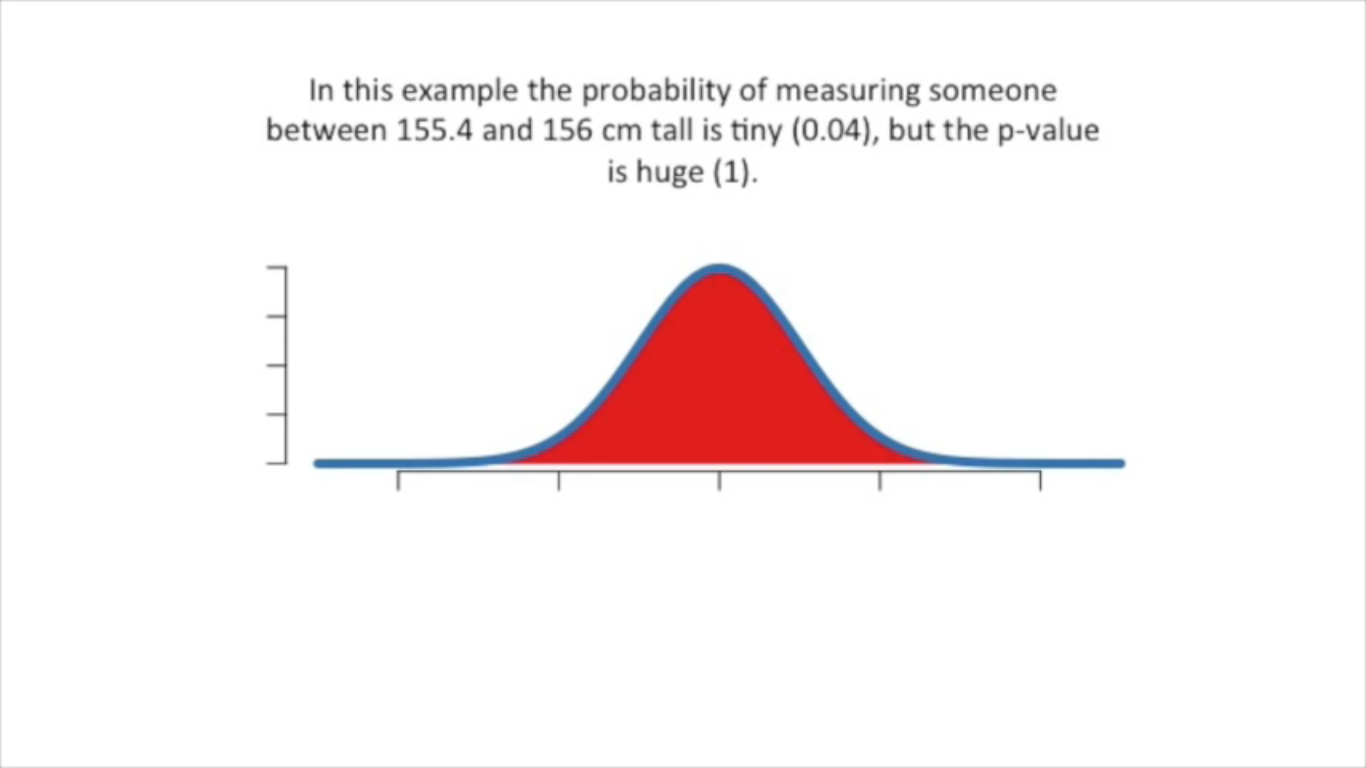 In this example the probability of measuring someone
between 155.4 and 156 cm tall is tiny (0.04), but the p-value
is huge (1).